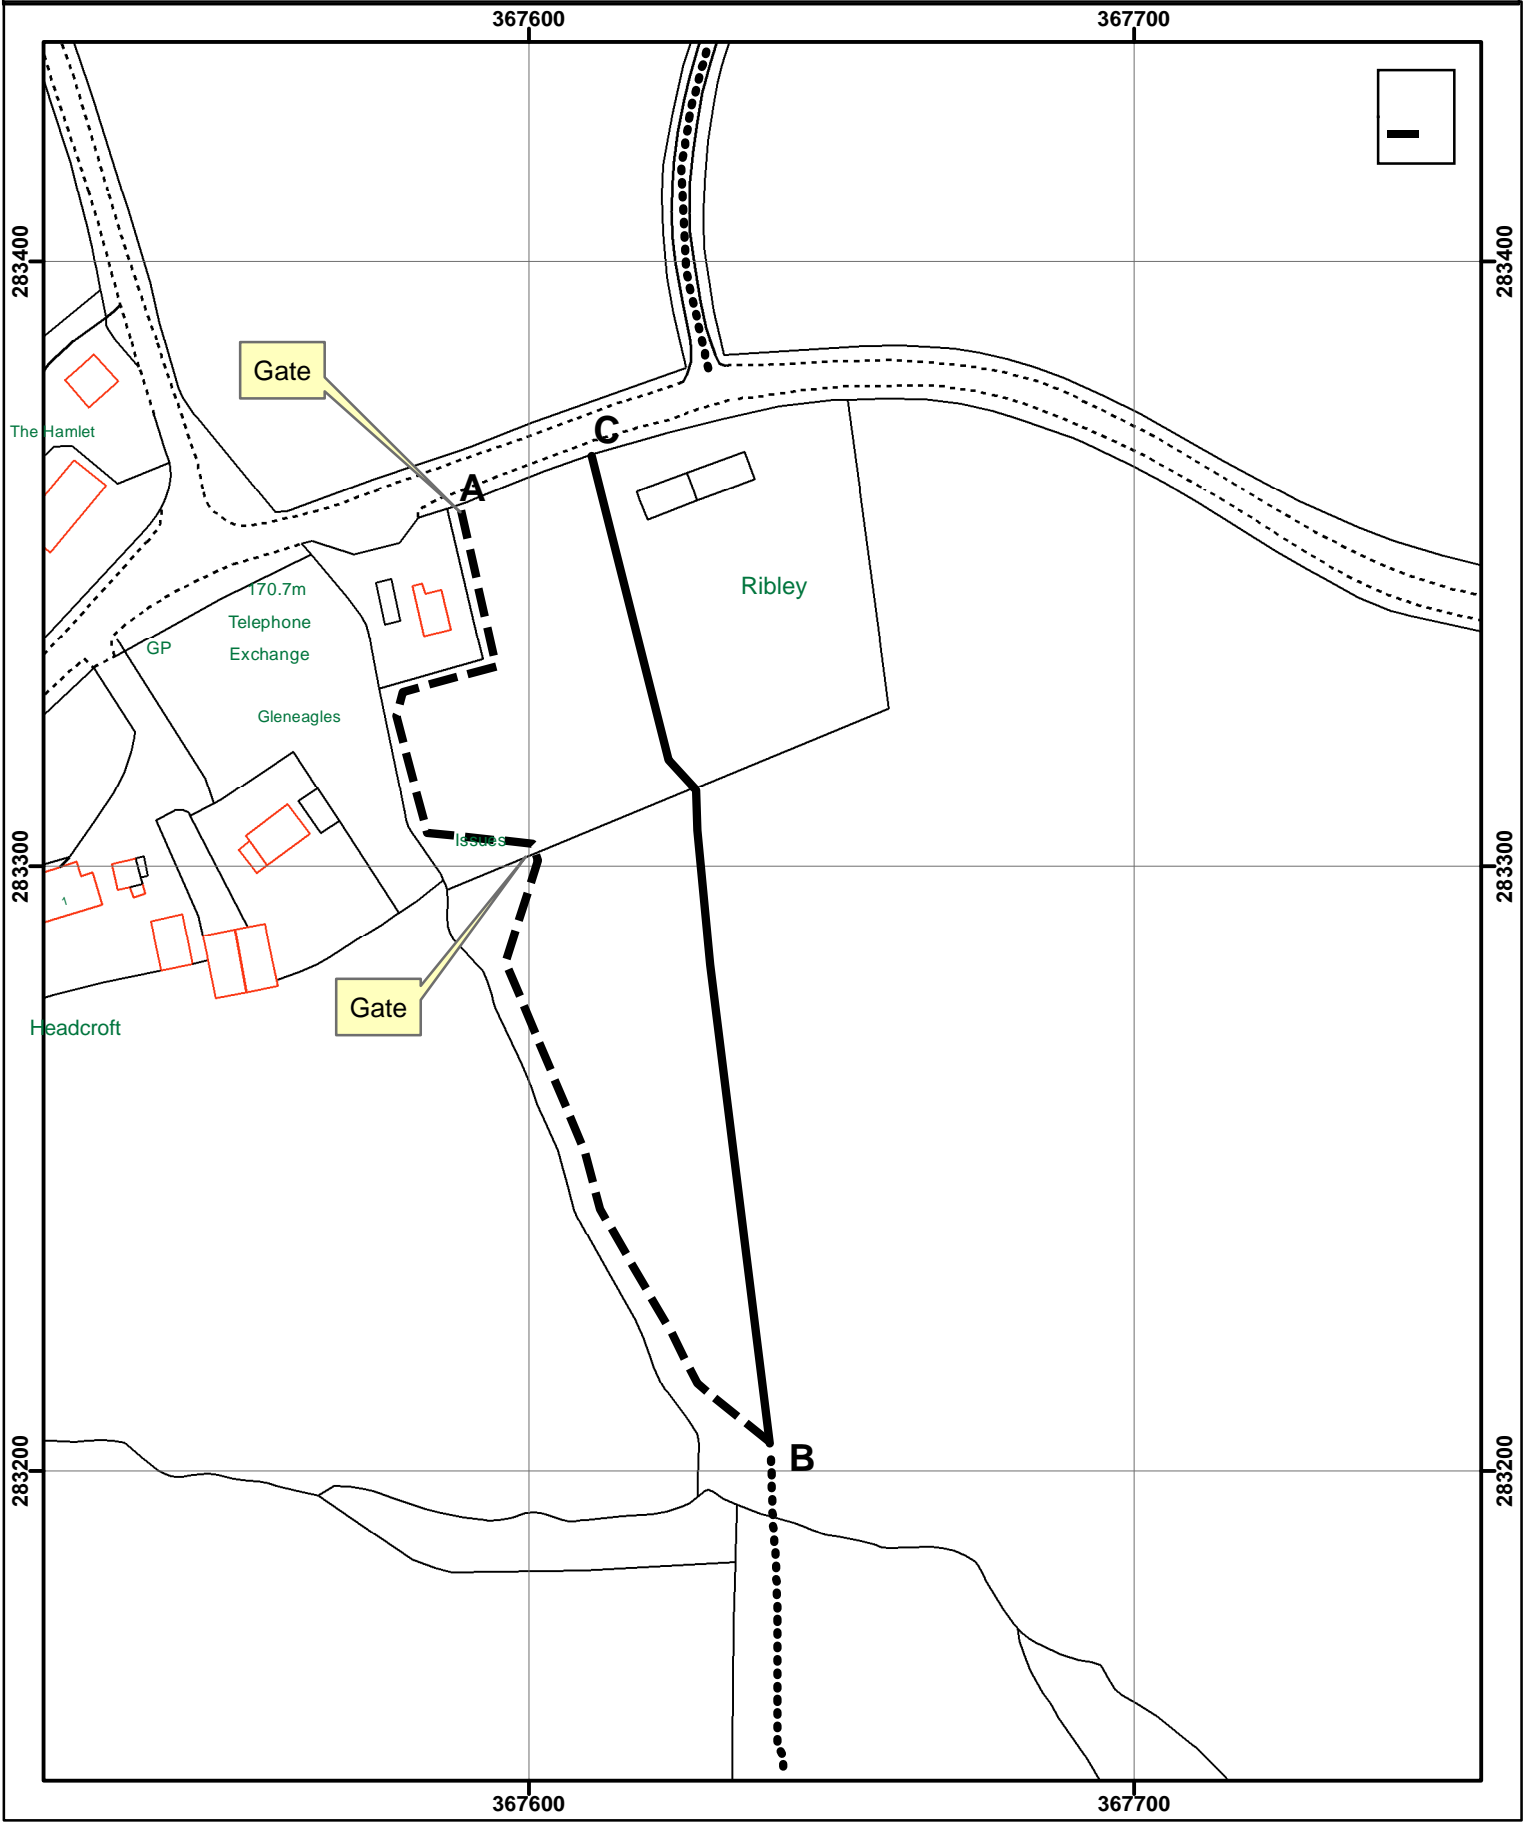 367600
367700
283400
283400
Gate
The Hamlet
C
A
170.7m
Ribley
Telephone
GP
Exchange
Gleneagles
Issues
283300
283300
1
Gate
Headcroft
B
283200
283200
367600
367700